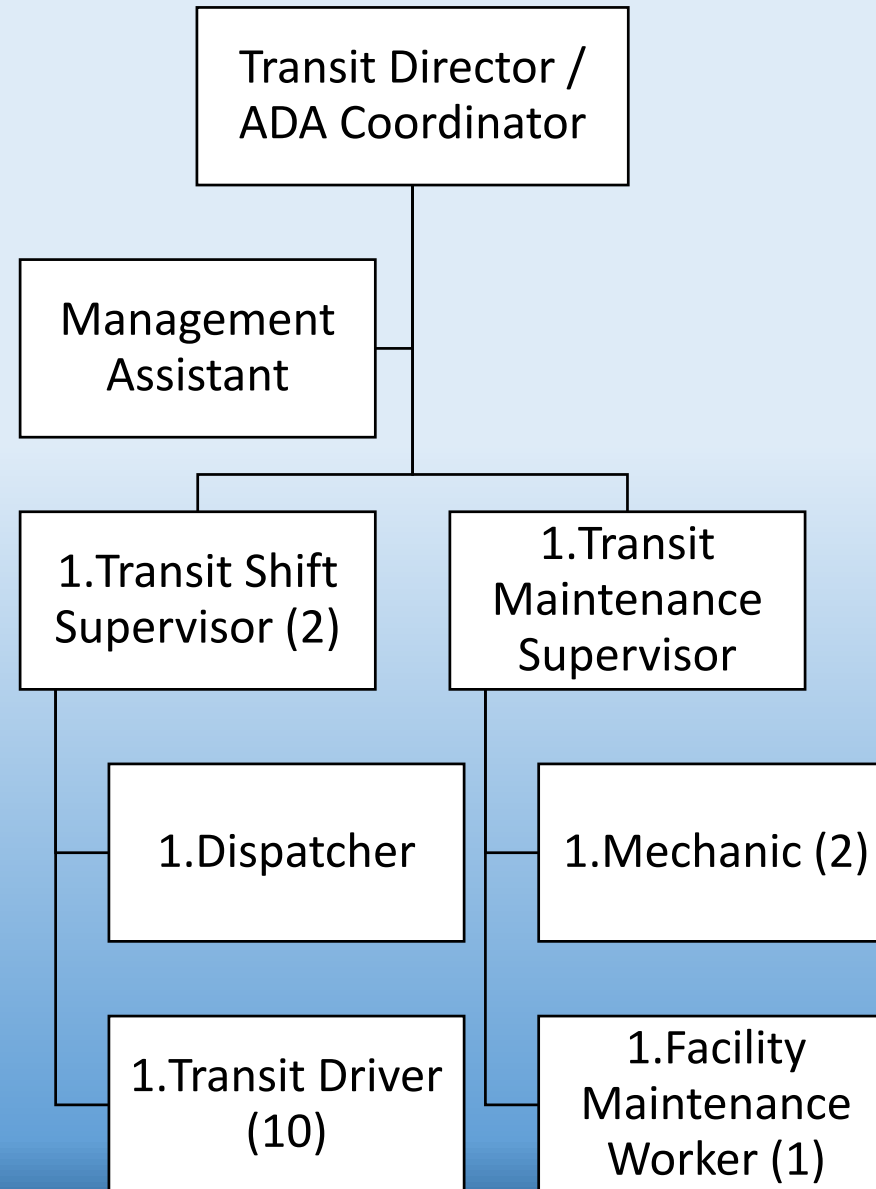 Transit Director /
ADA Coordinator
Management
Assistant
1.Transit Shift
Supervisor (2)
1.Transit
Maintenance
Supervisor
1.Dispatcher
1.Mechanic (2)
1.Transit Driver
(10)
1.Facility
Maintenance
Worker (1)